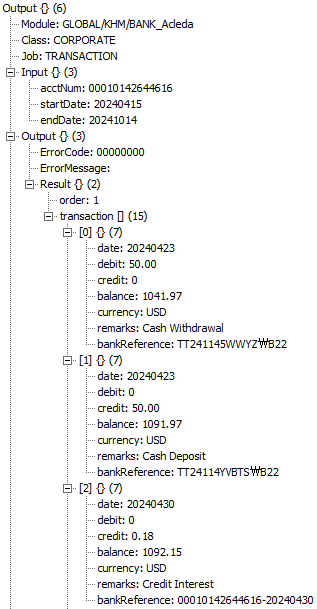 Output {} (6)
Module: GLOBAL/KHM/BANK_Acleda
Class: CORPORATE
Job: TRANSACTION
Input {} (3)
acctNum: 00010142644616
startDate: 20240415
endDate: 20241014
Output {} (3)
ErrorCode: 00000000
ErrorMessage:
Result {} (2)
order: 1
transaction [] (15)
[0] {} (7)
date: 20240423
debit: 50.00
credit: 0
balance: 1041.97
currency: USD
remarks: Cash Withdrawal
bankReference: TT241145WWYZ₩B22
[1] {} (7)
date: 20240423
debit: 0
credit: 50.00
balance: 1091.97
currency: USD
remarks: Cash Deposit
bankReference: TT24114YVBTS₩B22
[2] {} (7)
date: 20240430
debit: 0
credit: 0.18
balance: 1092.15
currency: USD
remarks: Credit Interest
bankReference: 00010142644616-20240430